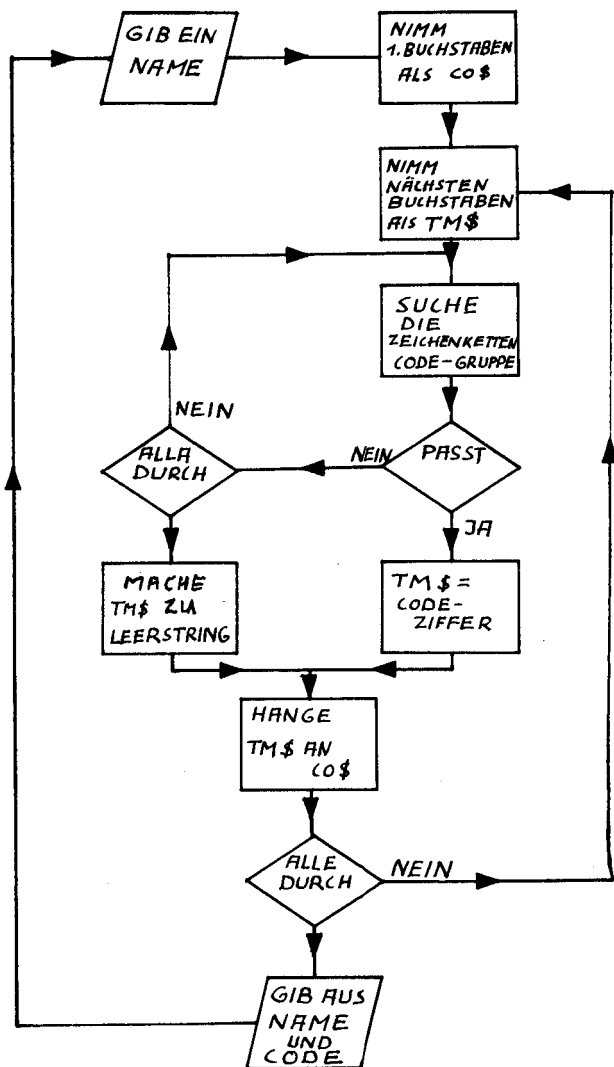 GIB EIN
NAME
NIMM
1. BUCHSTABEN
ALS CO$
NIMM
NÄCHSTEN
BUCHSTABEN
AlS TM$
SUCHE
DIE
ZEICHENKETTEN
CODE-GRUPPE
NEIN
ALLA
DURCH
NEIN
PASST
JA
MACHE
TM$ ZU
LEERSTRING
TM$=
CODE-
ZIFFER
HANGE
TM$ AN
CO$
ALLE
DURCH
NEIN
GIB AUS
NAME
UND
CODE